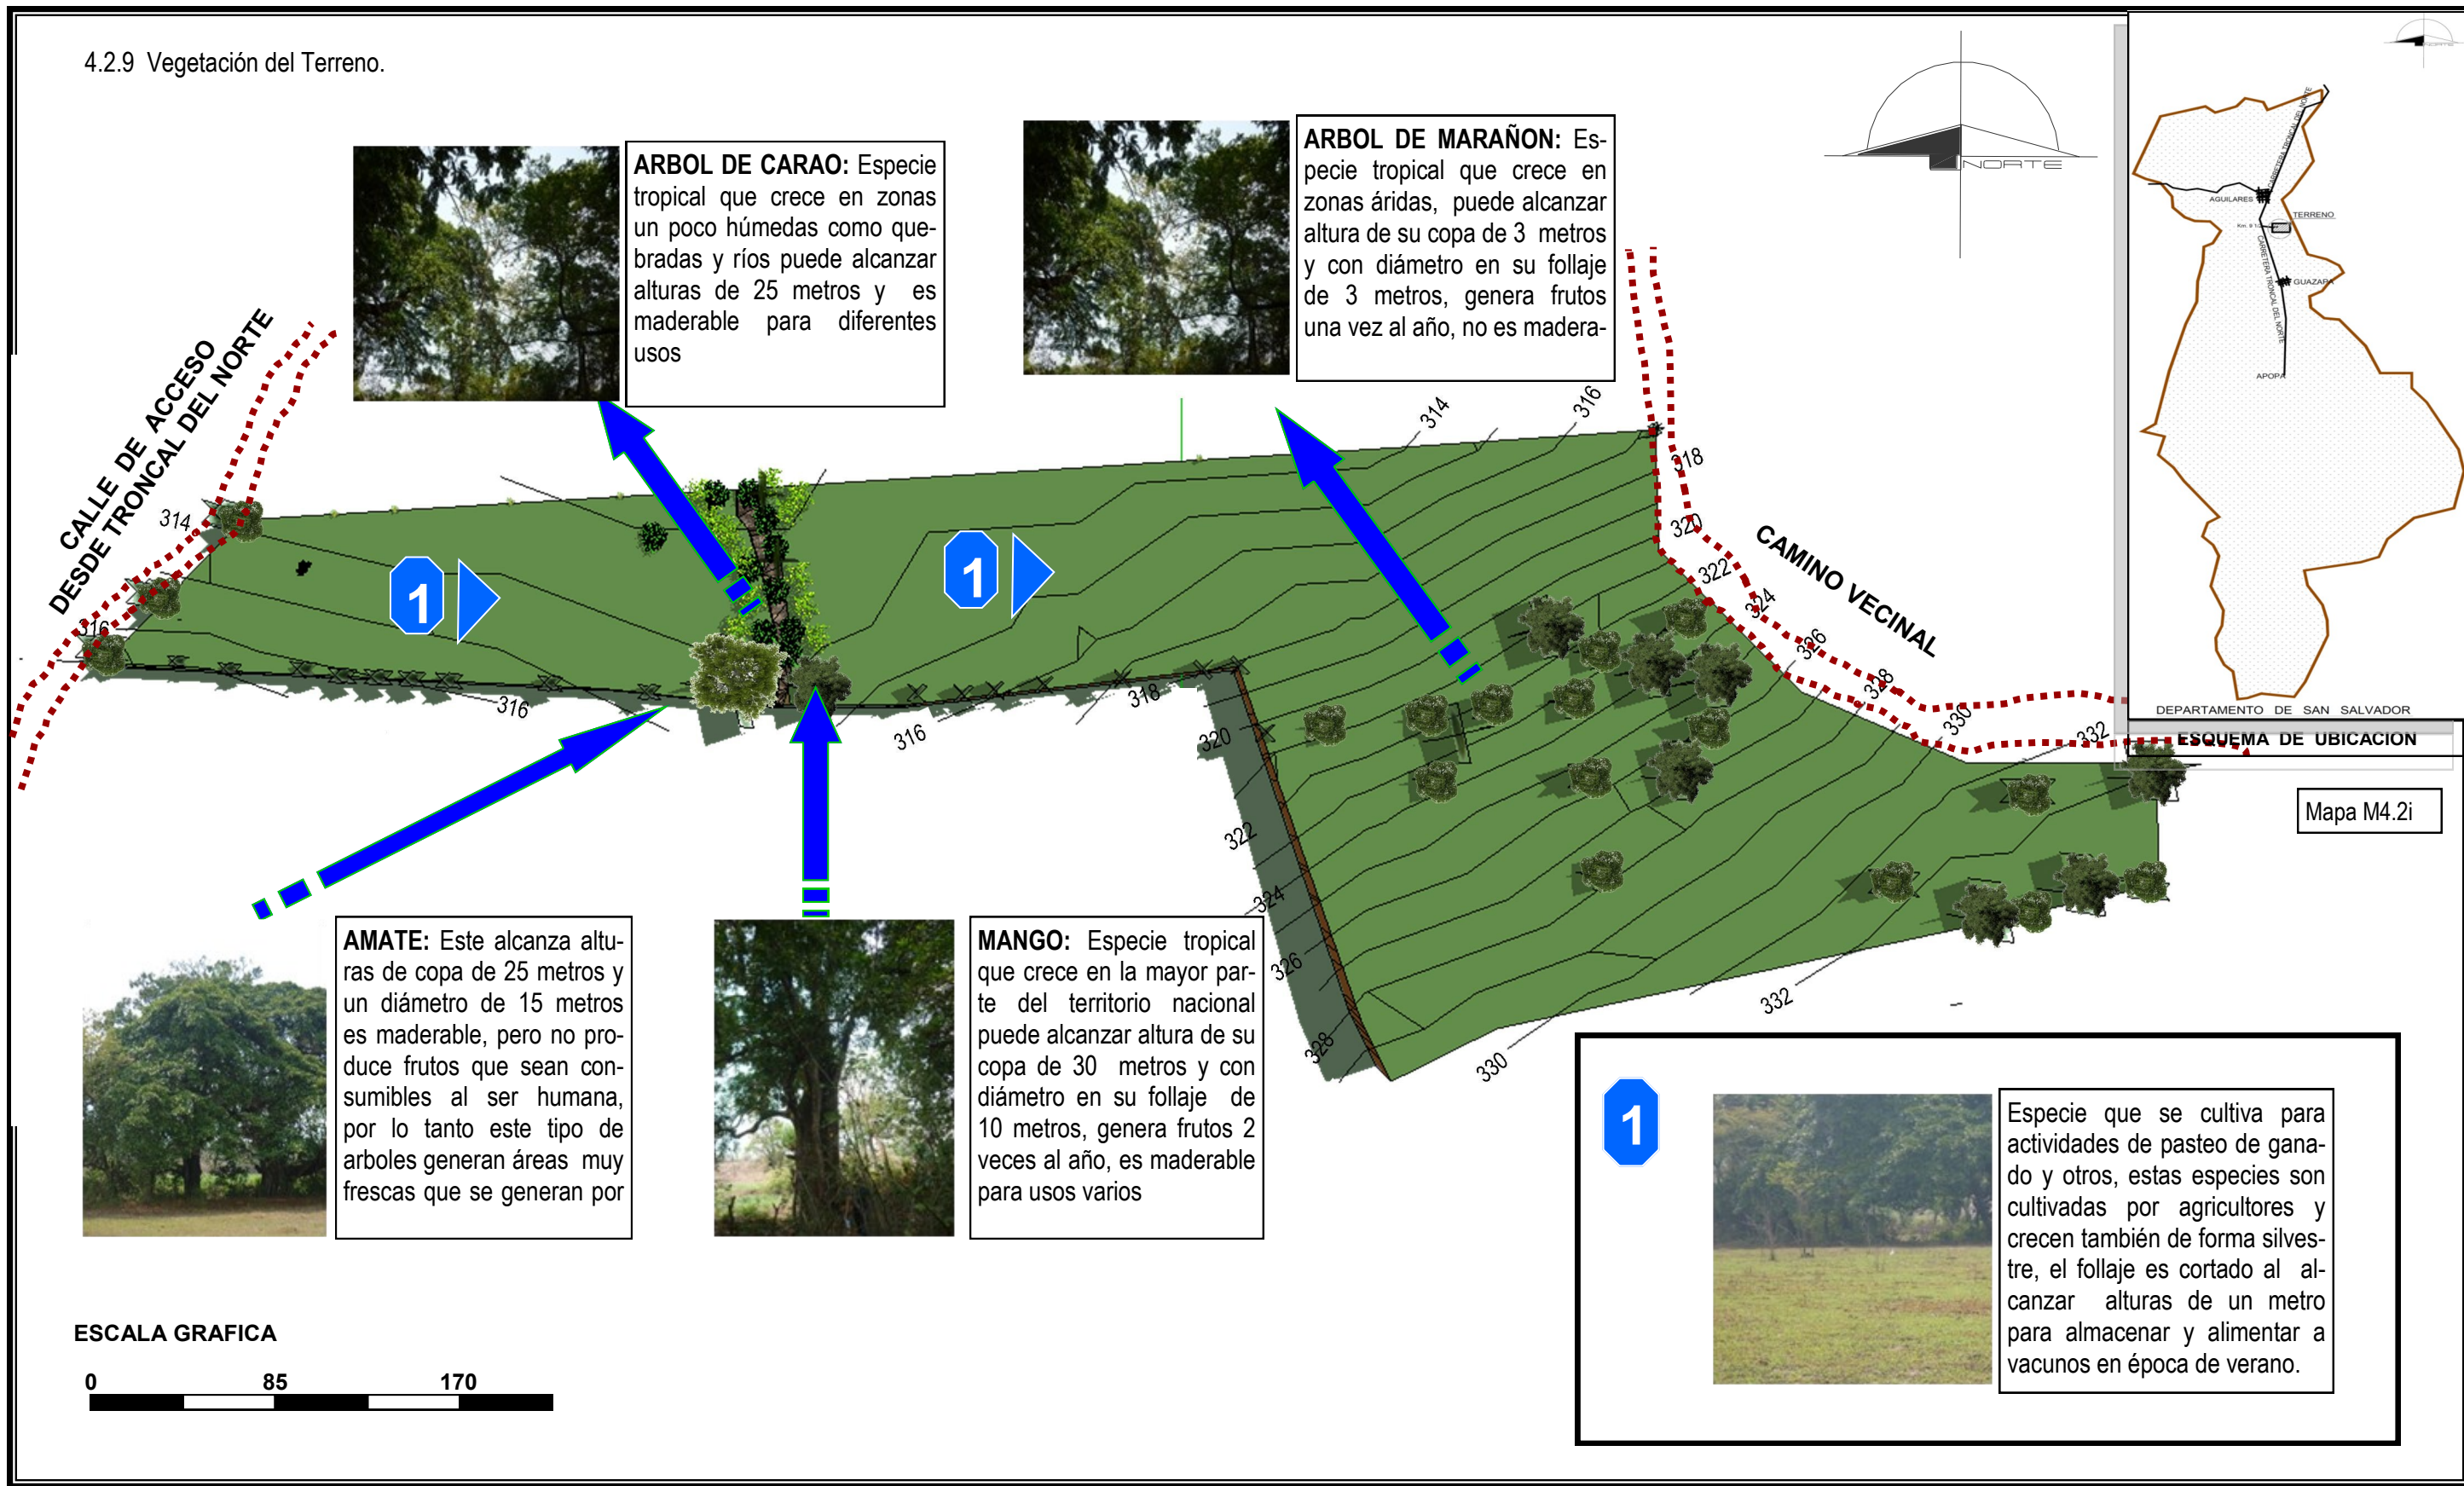 4.2.9 Vegetación del Terreno.
ARBOL DE CARAO: Especie
tropical que crece en zonas
un poco húmedas como que-
bradas y ríos puede alcanzar
alturas de 25 metros y es
maderable para diferentes
usos
ARBOL DE MARAÑON: Es-
pecie tropical que crece en
zonas áridas, puede alcanzar
altura de su copa de 3 metros
y con diámetro en su follaje
de 3 metros, genera frutos
una vez al año, no es madera-
NORTE
NORTE
CARRETERA TRONCAL DEL NORTE
AGUILARES
TERRENO
CARRETERA TRONCAL DEL NORTE
GUAZAPA
APOPA
DEPARTAMENTO DE SAN SALVADOR
ESQUEMA DE UBICACION
Mapa M4.2i
CALLE DE ACCESO
DESDE TRONCAL DEL NORTE
CAMINO VECINAL
314
316
316
316
318
320
322
324
326
328
314
316
318
320
322
324
326
328
330
332
332
330
1
1
AMATE: Este alcanza altu-
ras de copa de 25 metros y
un diámetro de 15 metros
es maderable, pero no pro-
duce frutos que sean con-
sumibles al ser humana,
por lo tanto este tipo de
arboles generan áreas muy
frescas que se generan por
MANGO: Especie tropical
que crece en la mayor par-
te del territorio nacional
puede alcanzar altura de su
copa de 30 metros y con
diámetro en su follaje de
10 metros, genera frutos 2
veces al año, es maderable
para usos varios
1
Especie que se cultiva para
actividades de pasteo de gana-
do y otros, estas especies son
cultivadas por agricultores y
crecen también de forma silves-
tre, el follaje es cortado al al-
canzar alturas de un metro
para almacenar y alimentar a
vacunos en época de verano.
ESCALA GRAFICA
0 85 170